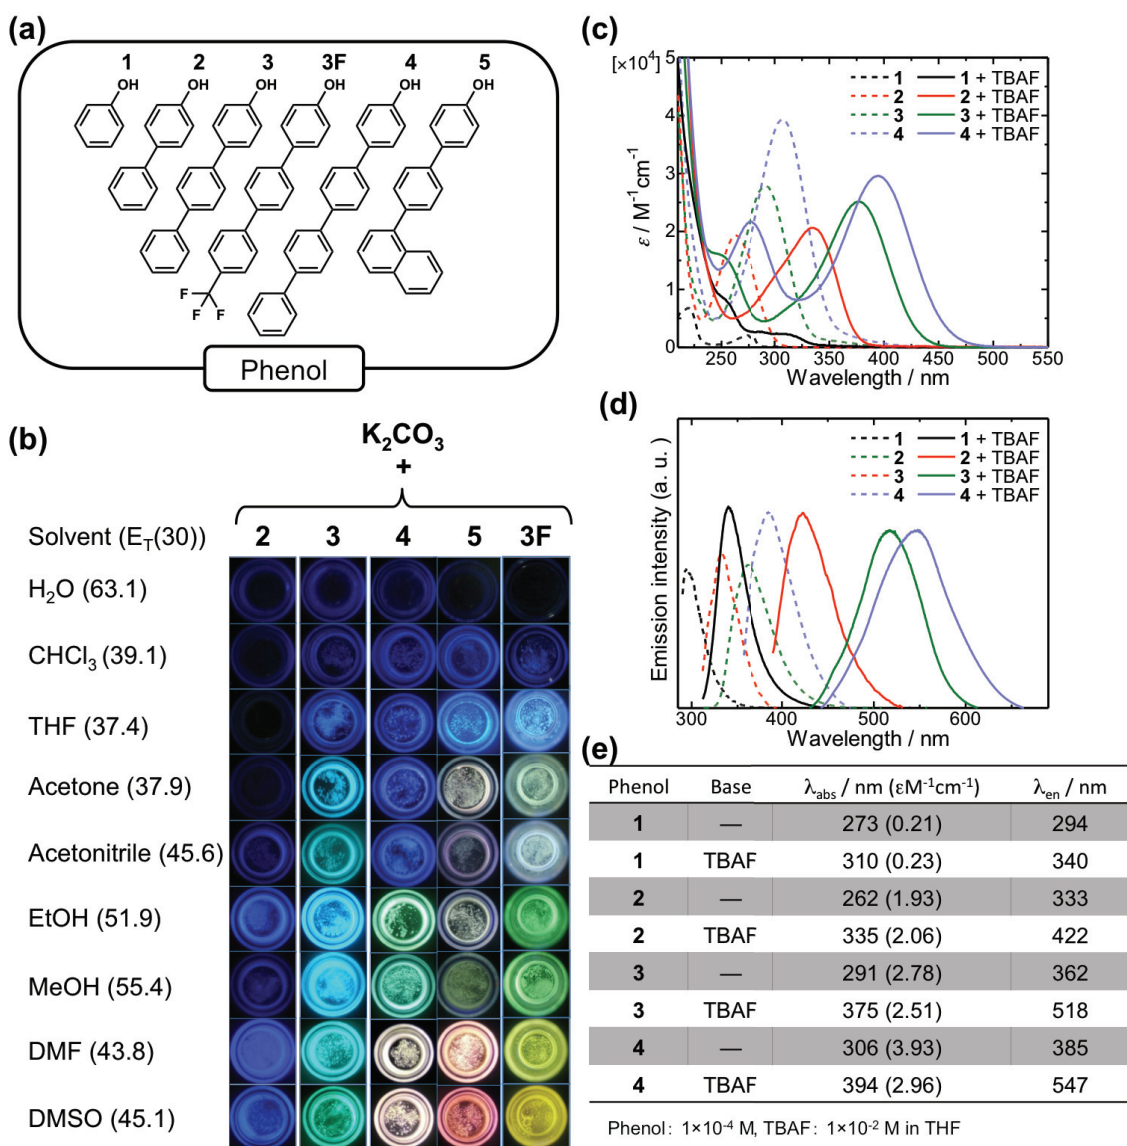 (a)
1 2 3 3F 4 5
OH OH OH OH OH OH
F
F F
Phenol
(b)
K₂CO₃
+
Solvent (E_T(30)) 2 3 4 5 3F
H₂O (63.1)
CHCl₃ (39.1)
THF (37.4)
Acetone (37.9)
Acetonitrile (45.6)
EtOH (51.9)
MeOH (55.4)
DMF (43.8)
DMSO (45.1)
(c)
[×10⁴] 5
4
3
2
1
0
ε / M⁻¹cm⁻¹
1 1 + TBAF
2 2 + TBAF
3 3 + TBAF
4 4 + TBAF
250 300 350 400 450 500 550
Wavelength / nm
(d)
Emission intensity (a. u. )
1 1 + TBAF
2 2 + TBAF
3 3 + TBAF
4 4 + TBAF
300 400 500 600
Wavelength / nm
(e)
Phenol Base λabs / nm (εM⁻¹cm⁻¹) λen / nm
1 — 273 (0.21) 294
1 TBAF 310 (0.23) 340
2 — 262 (1.93) 333
2 TBAF 335 (2.06) 422
3 — 291 (2.78) 362
3 TBAF 375 (2.51) 518
4 — 306 (3.93) 385
4 TBAF 394 (2.96) 547
Phenol: 1×10⁻⁴ M, TBAF: 1×10⁻² M in THF